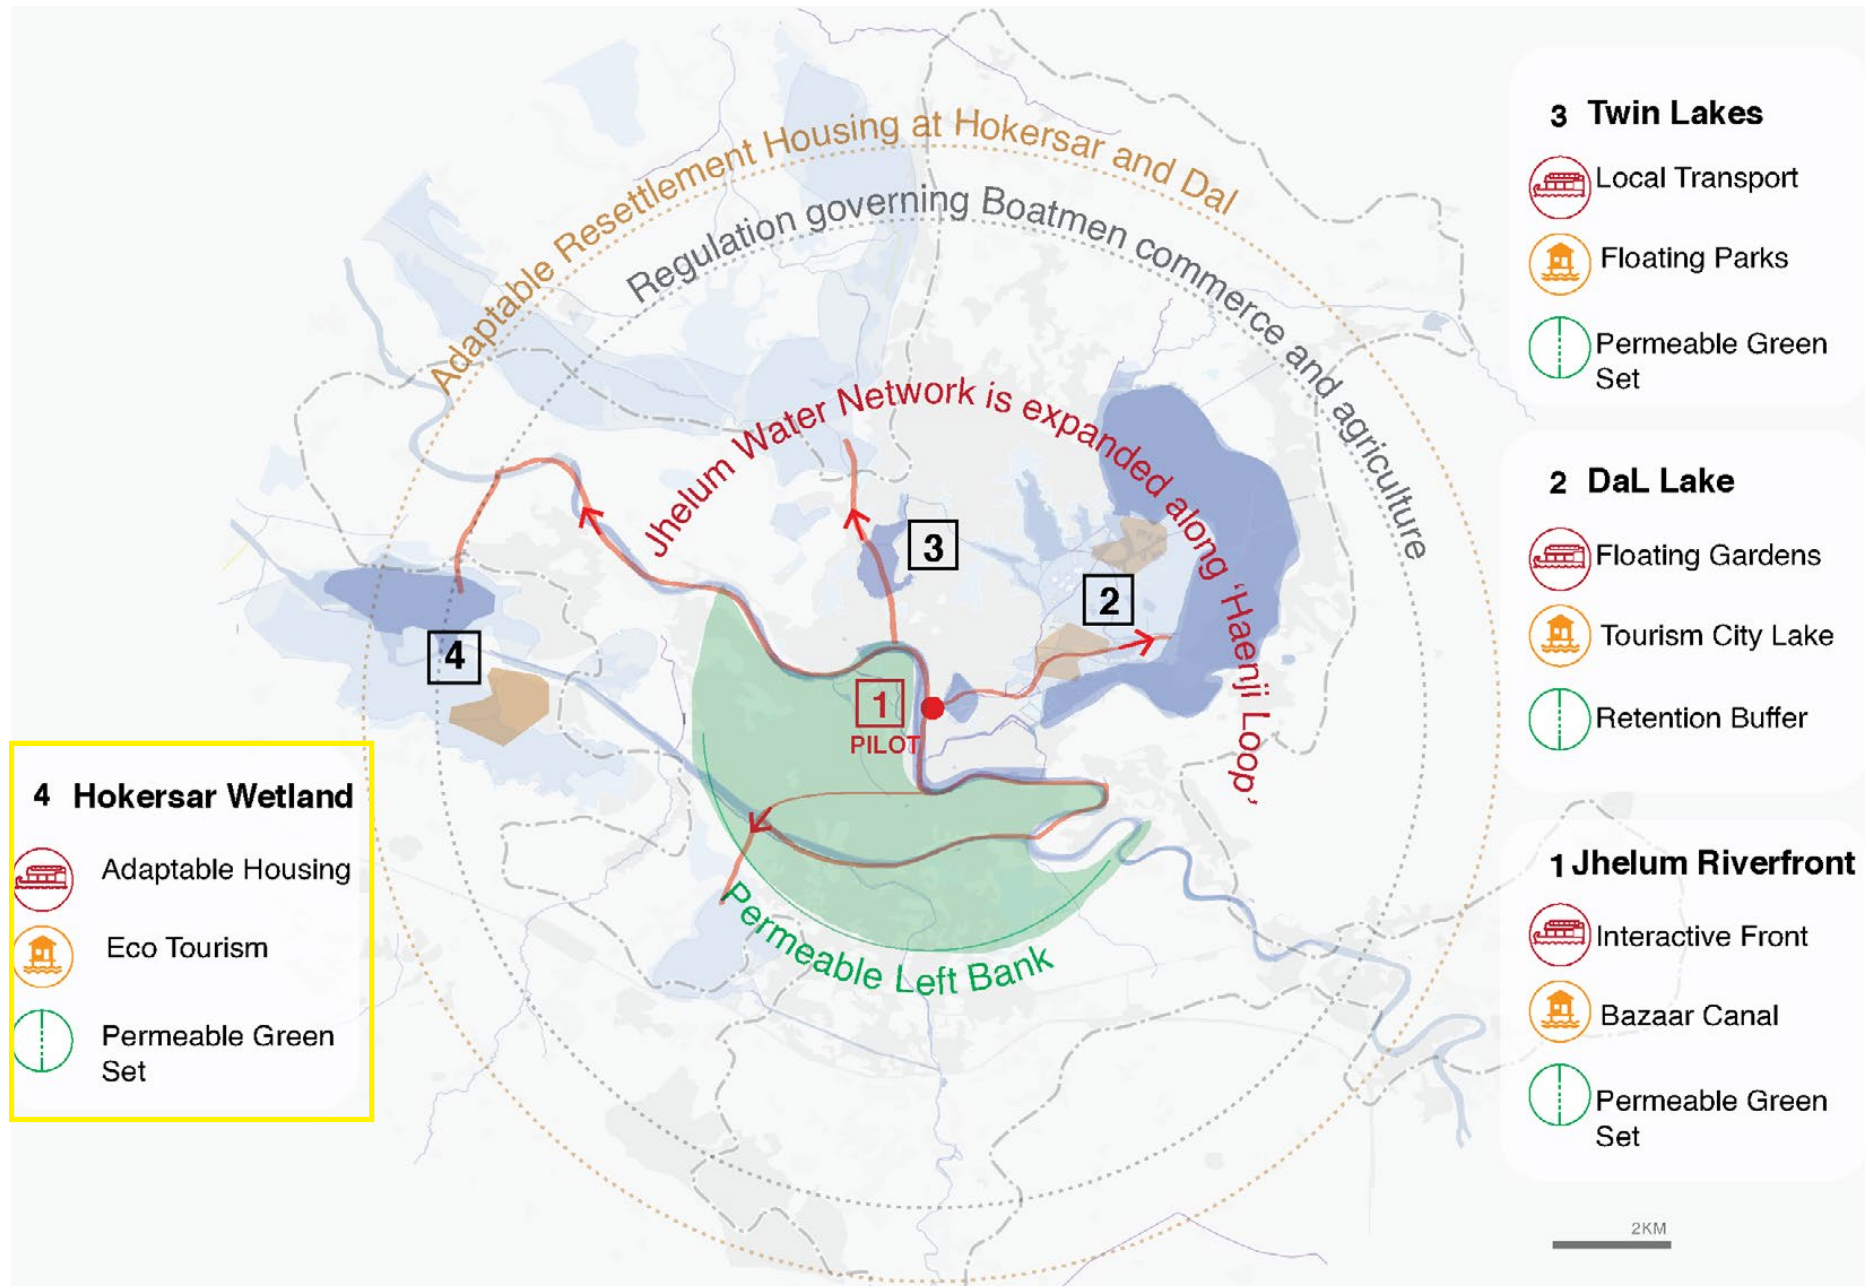 Adaptable Resettlement Housing at Hokersar and Dal
Regulation governing Boatmen commerce and agriculture
Jhelum Water Network is expanded along ‘Haenji Loop’
3
2
4
1
PILOT
Permeable Left Bank
4 Hokersar Wetland
Adaptable Housing
Eco Tourism
Permeable Green
Set
3 Twin Lakes
Local Transport
Floating Parks
Permeable Green
Set
2 DaL Lake
Floating Gardens
Tourism City Lake
Retention Buffer
1 Jhelum Riverfront
Interactive Front
Bazaar Canal
Permeable Green
Set
2KM